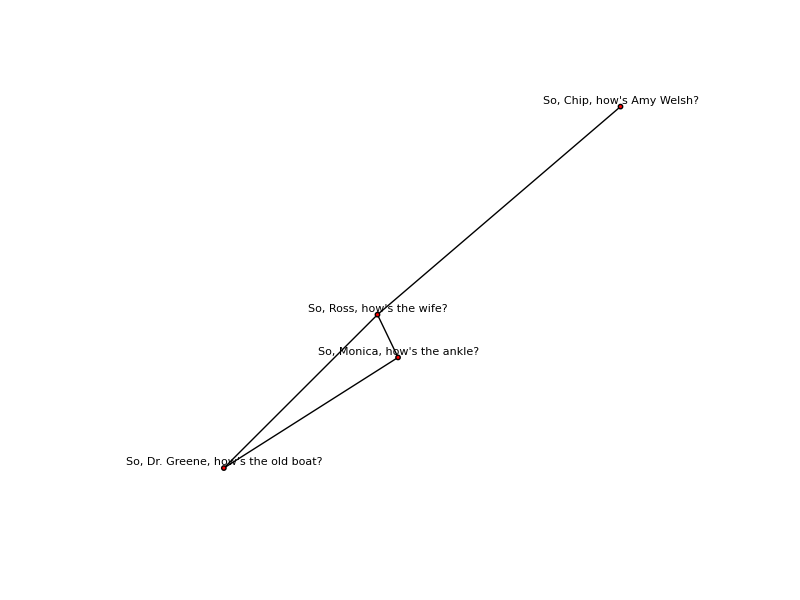 So, Chip, how's Amy Welsh?
So, Ross, how's the wife?
So, Monica, how's the ankle?
So, Dr. Greene, how's the old boat?